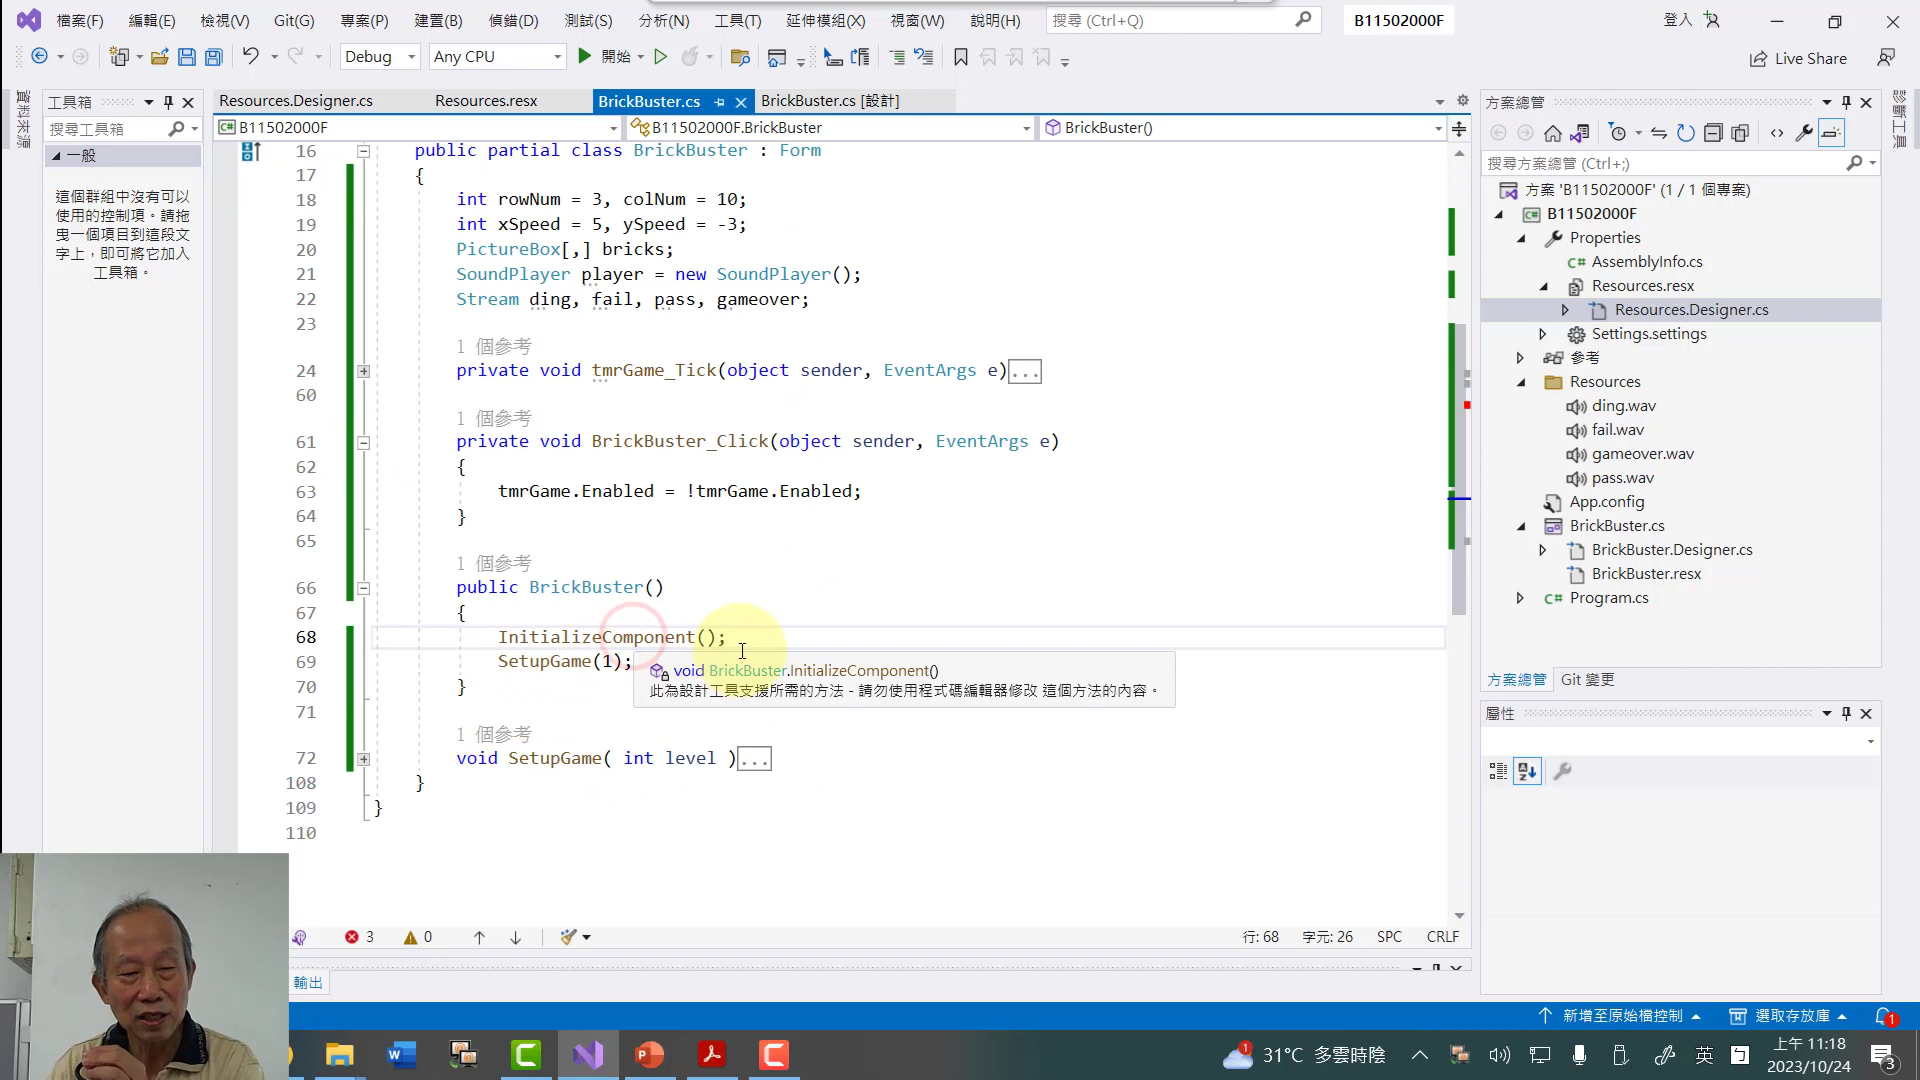 檔案(F) 編輯(E) 檢視(V) Git(G) 專案(P) 建置(B) 偵錯(D) 測試(S) 分析(N) 工具(T) 延伸模組(X) 視窗(W) 說明(H) 搜尋 (Ctrl+Q) B11502000F 登入
Debug Any CPU 開始 Live Share
資料來源
工具箱
搜尋工具箱
一般
這個群組中沒有可以
使用的控制項。請拖
曳一個項目到這段文
字上，即可將它加入
工具箱。
Resources.Designer.cs Resources.resx BrickBuster.cs BrickBuster.cs [設計]
B11502000F B11502000F.BrickBuster BrickBuster()
16 public partial class BrickBuster : Form
17 {
18 int rowNum = 3, colNum = 10;
19 int xSpeed = 5, ySpeed = -3;
20 PictureBox[,] bricks;
21 SoundPlayer player = new SoundPlayer();
22 Stream ding, fail, pass, gameover;
23
1 個參考
24 private void tmrGame_Tick(object sender, EventArgs e)...
60
1 個參考
61 private void BrickBuster_Click(object sender, EventArgs e)
62 {
63 tmrGame.Enabled = !tmrGame.Enabled;
64 }
65
1 個參考
66 public BrickBuster()
67 {
68 InitializeComponent();
69 SetupGame(1);
void BrickBuster.InitializeComponent()
此為設計工具支援所需的方法 - 請勿使用程式碼編輯器修改 這個方法的內容。
70 }
71
1 個參考
72 void SetupGame( int level )...
108 }
109 }
110
3 0 行: 68 字元: 26 SPC CRLF
輸出
方案總管
搜尋方案總管 (Ctrl+;)
方案 'B11502000F' (1 / 1 個專案)
B11502000F
Properties
AssemblyInfo.cs
Resources.resx
Resources.Designer.cs
Settings.settings
參考
Resources
ding.wav
fail.wav
gameover.wav
pass.wav
App.config
BrickBuster.cs
BrickBuster.Designer.cs
BrickBuster.resx
Program.cs
方案總管 Git 變更
屬性
診斷工具
新增至原始檔控制 選取存放庫 1
31°C 多雲時陰 英 上午 11:18
2023/10/24 3